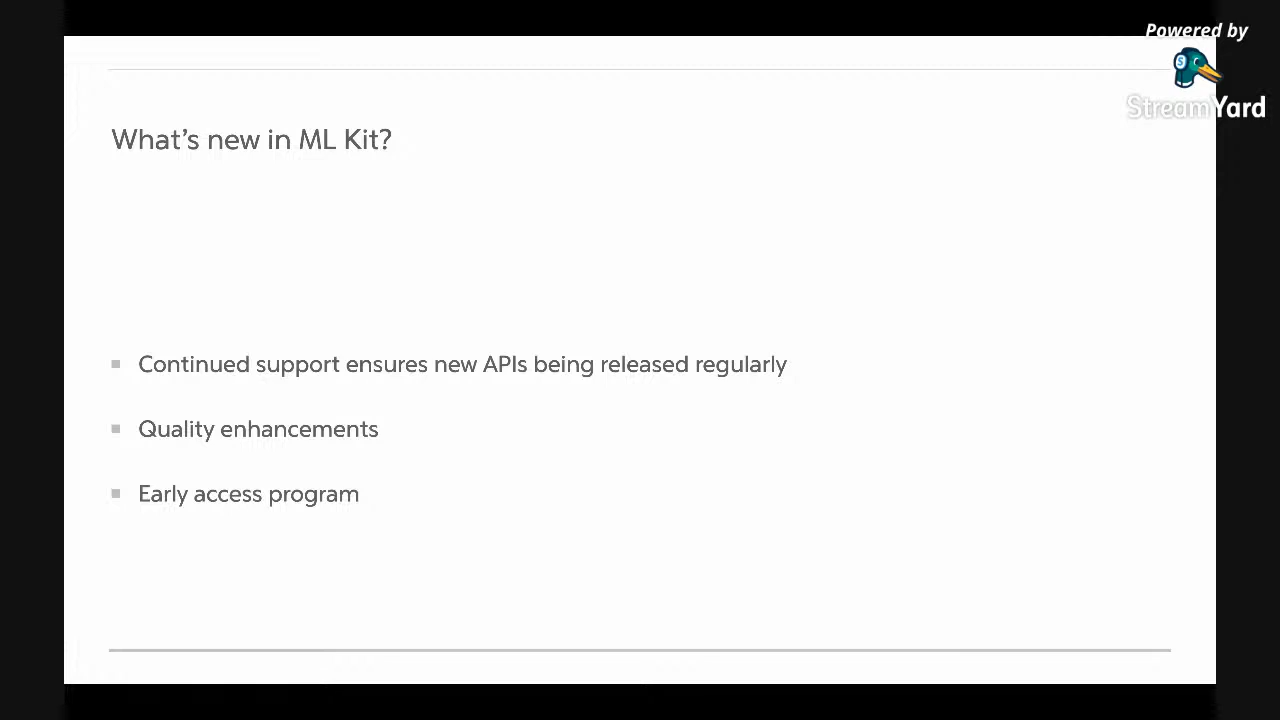 Powered by
StreamYard
What's new in ML Kit?
Continued support ensures new APIs being released regularly
Quality enhancements
Early access program